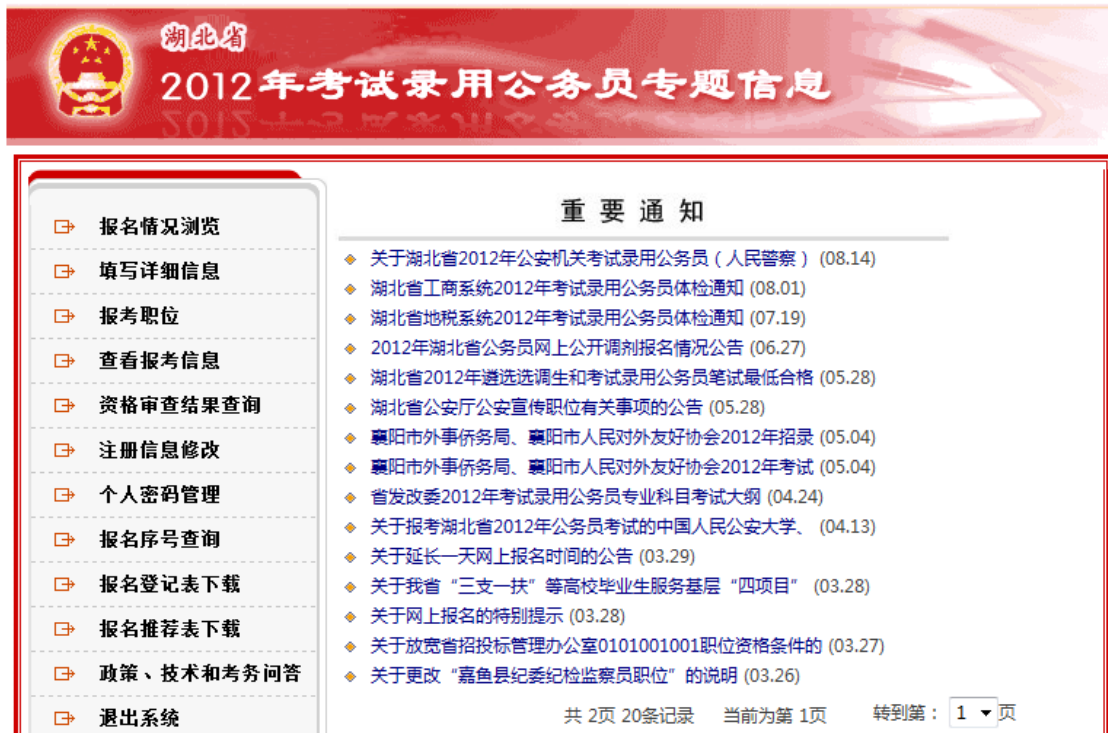 湖北省
2012年考试录用公务员专题信息
报名情况浏览
填写详细信息
报考职位
查看报考信息
资格审查结果查询
注册信息修改
个人密码管理
报名序号查询
报名登记表下载
报名推荐表下载
政策、技术和考务问答
退出系统
重要通知
关于湖北省2012年公安机关考试录用公务员（人民警察） (08.14)
湖北省工商系统2012年考试录用公务员体检通知 (08.01)
湖北省地税系统2012年考试录用公务员体检通知 (07.19)
2012年湖北省公务员网上公开调剂报名情况公告 (06.27)
湖北省2012年遴选选调生和考试录用公务员笔试最低合格 (05.28)
湖北省公安厅公安宣传职位有关事项的公告 (05.28)
襄阳市外事侨务局、襄阳市人民对外友好协会2012年招录 (05.04)
襄阳市外事侨务局、襄阳市人民对外友好协会2012年考试 (05.04)
省发改委2012年考试录用公务员专业科目考试大纲 (04.24)
关于报考湖北省2012年公务员考试的中国人民公安大学、 (04.13)
关于延长一天网上报名时间的公告 (03.29)
关于我省“三支一扶”等高校毕业生服务基层“四项目” (03.28)
关于网上报名的特别提示 (03.28)
关于放宽省招投标管理办公室0101001001职位资格条件的 (03.27)
关于更改“嘉鱼县纪委纪检监察员职位”的说明 (03.26)
共 2页 20条记录 当前为第 1页 转到第： 1 页